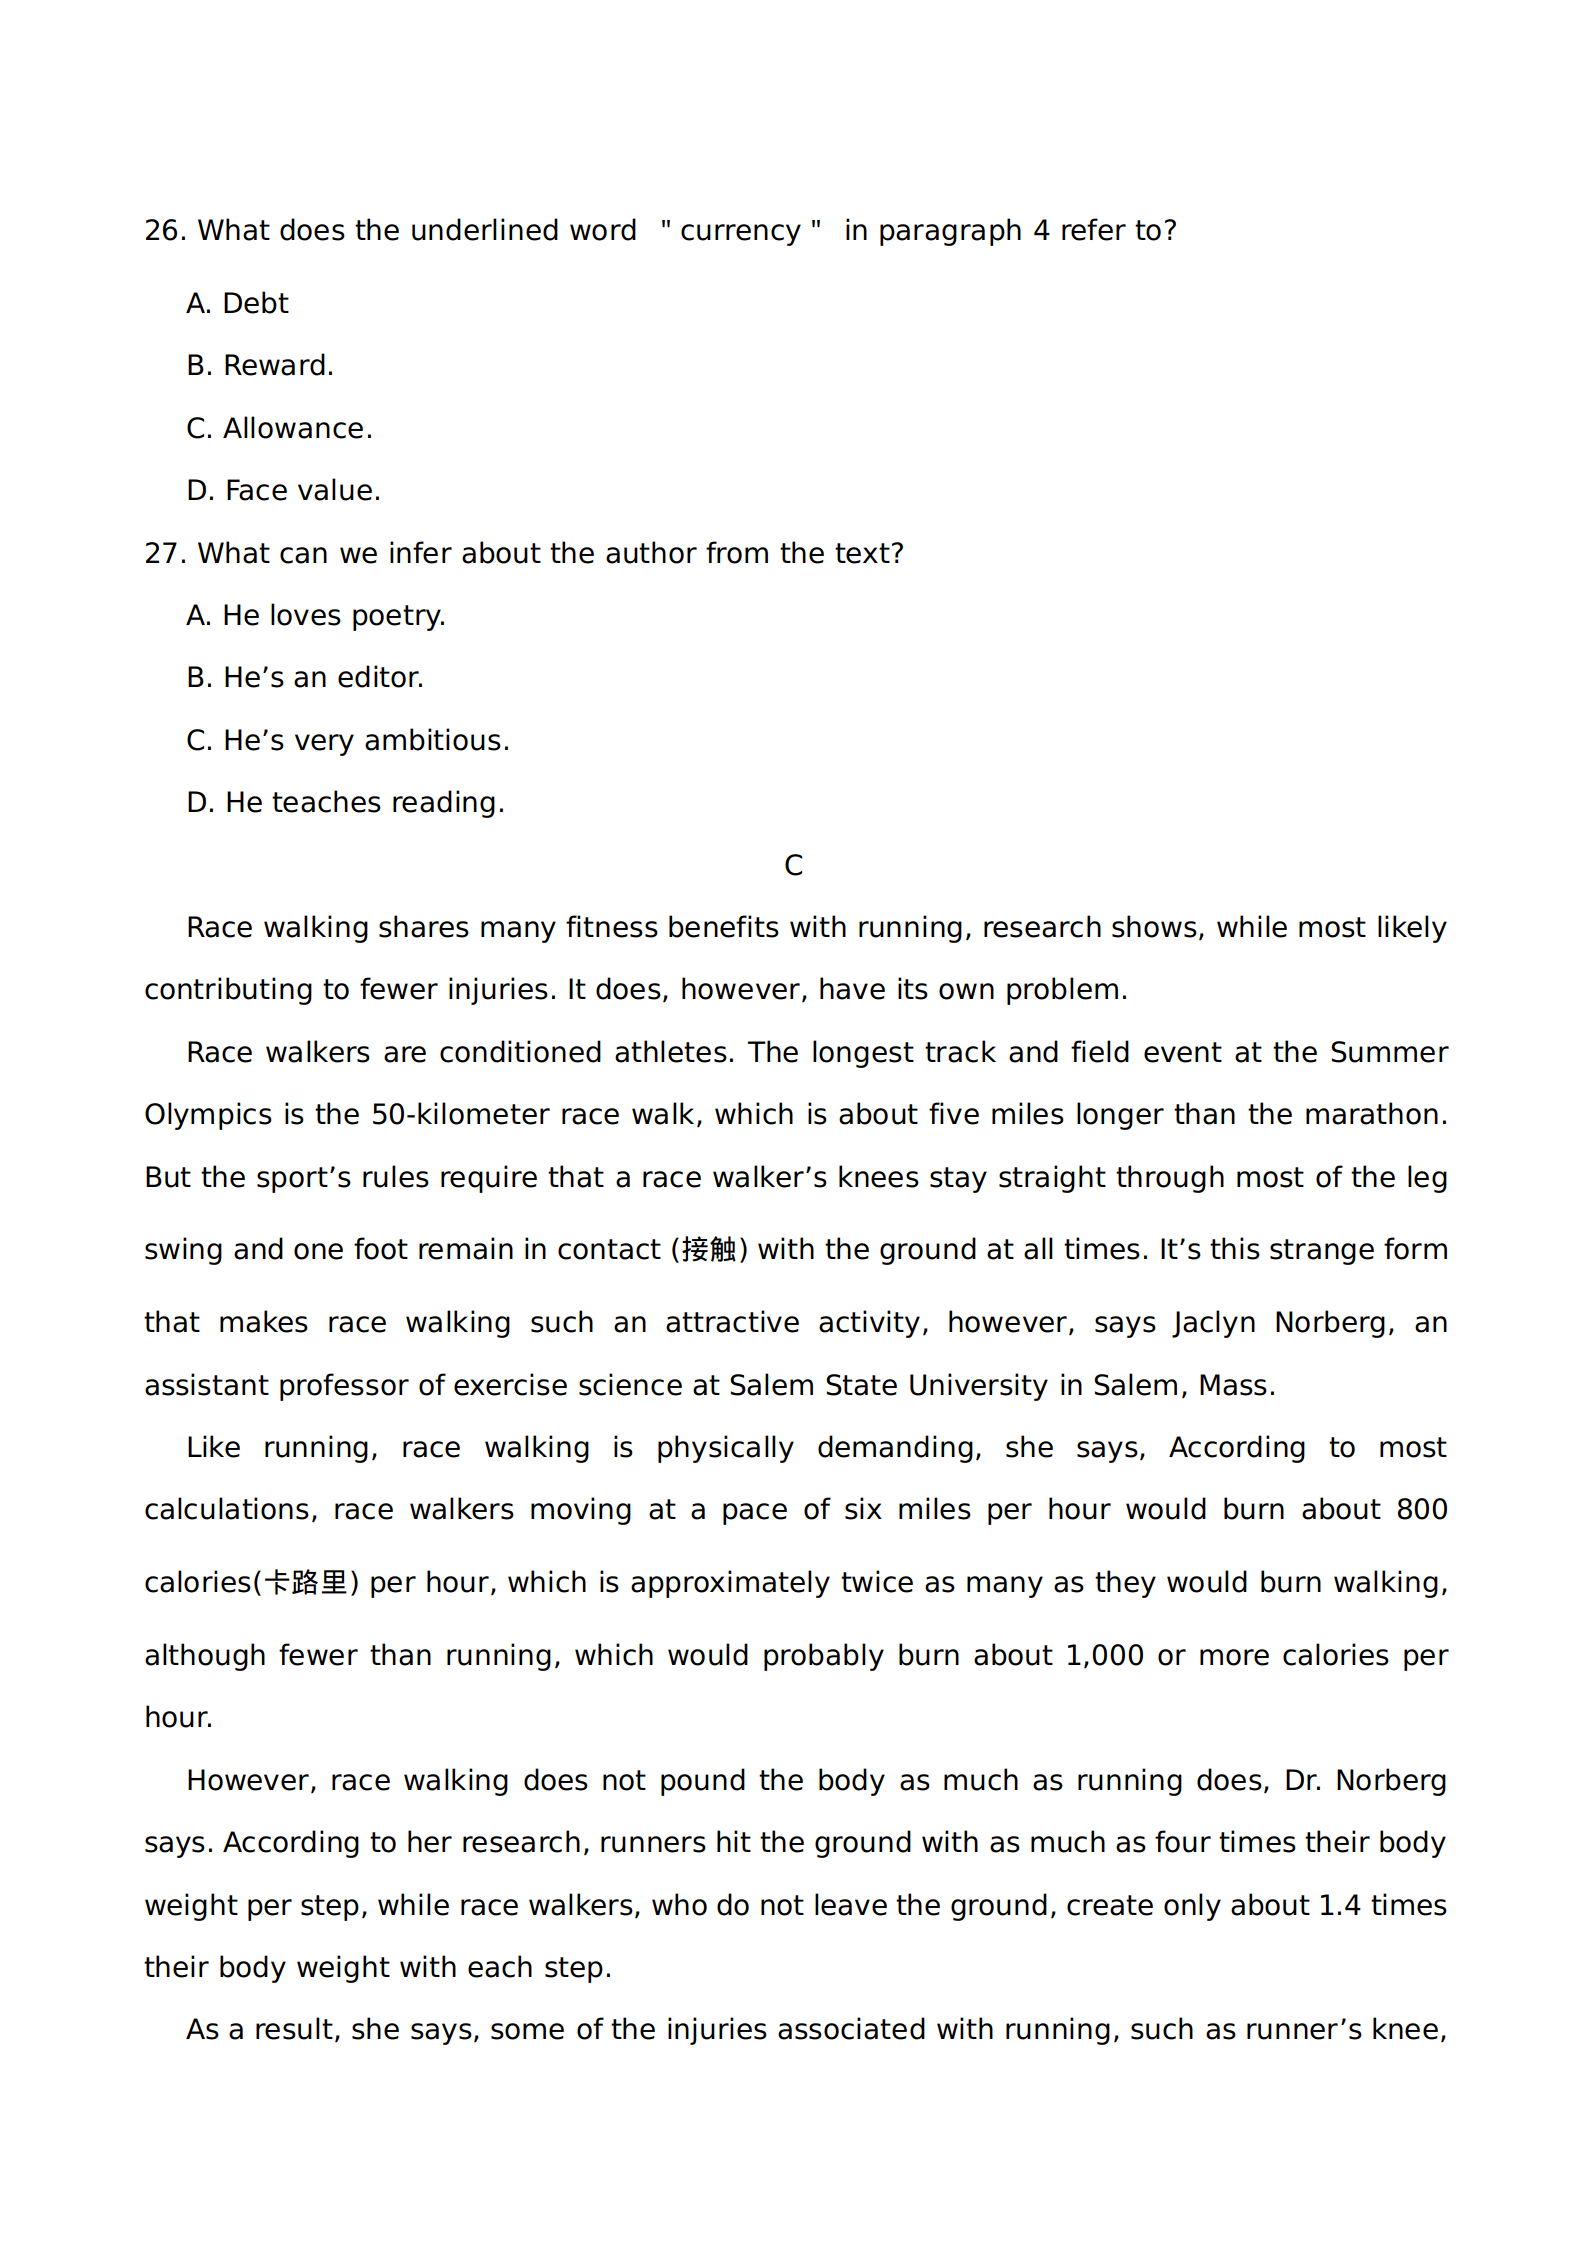 26. What does the underlined word " currency " in paragraph 4 refer to?
A. Debt
B. Reward.
C. Allowance.
D. Face value.
27. What can we infer about the author from the text?
A. He loves poetry.
B. He’s an editor.
C. He’s very ambitious.
D. He teaches reading.
C
Race walking shares many fitness benefits with running, research shows, while most likely
contributing to fewer injuries. It does, however, have its own problem.
Race walkers are conditioned athletes. The longest track and field event at the Summer
Olympics is the 50-kilometer race walk, which is about five miles longer than the marathon.
But the sport’s rules require that a race walker’s knees stay straight through most of the leg
swing and one foot remain in contact (接触) with the ground at all times. It’s this strange form
that makes race walking such an attractive activity, however, says Jaclyn Norberg, an
assistant professor of exercise science at Salem State University in Salem, Mass.
Like running, race walking is physically demanding, she says, According to most
calculations, race walkers moving at a pace of six miles per hour would burn about 800
calories(卡路里) per hour, which is approximately twice as many as they would burn walking,
although fewer than running, which would probably burn about 1,000 or more calories per
hour.
However, race walking does not pound the body as much as running does, Dr. Norberg
says. According to her research, runners hit the ground with as much as four times their body
weight per step, while race walkers, who do not leave the ground, create only about 1.4 times
their body weight with each step.
As a result, she says, some of the injuries associated with running, such as runner’s knee,